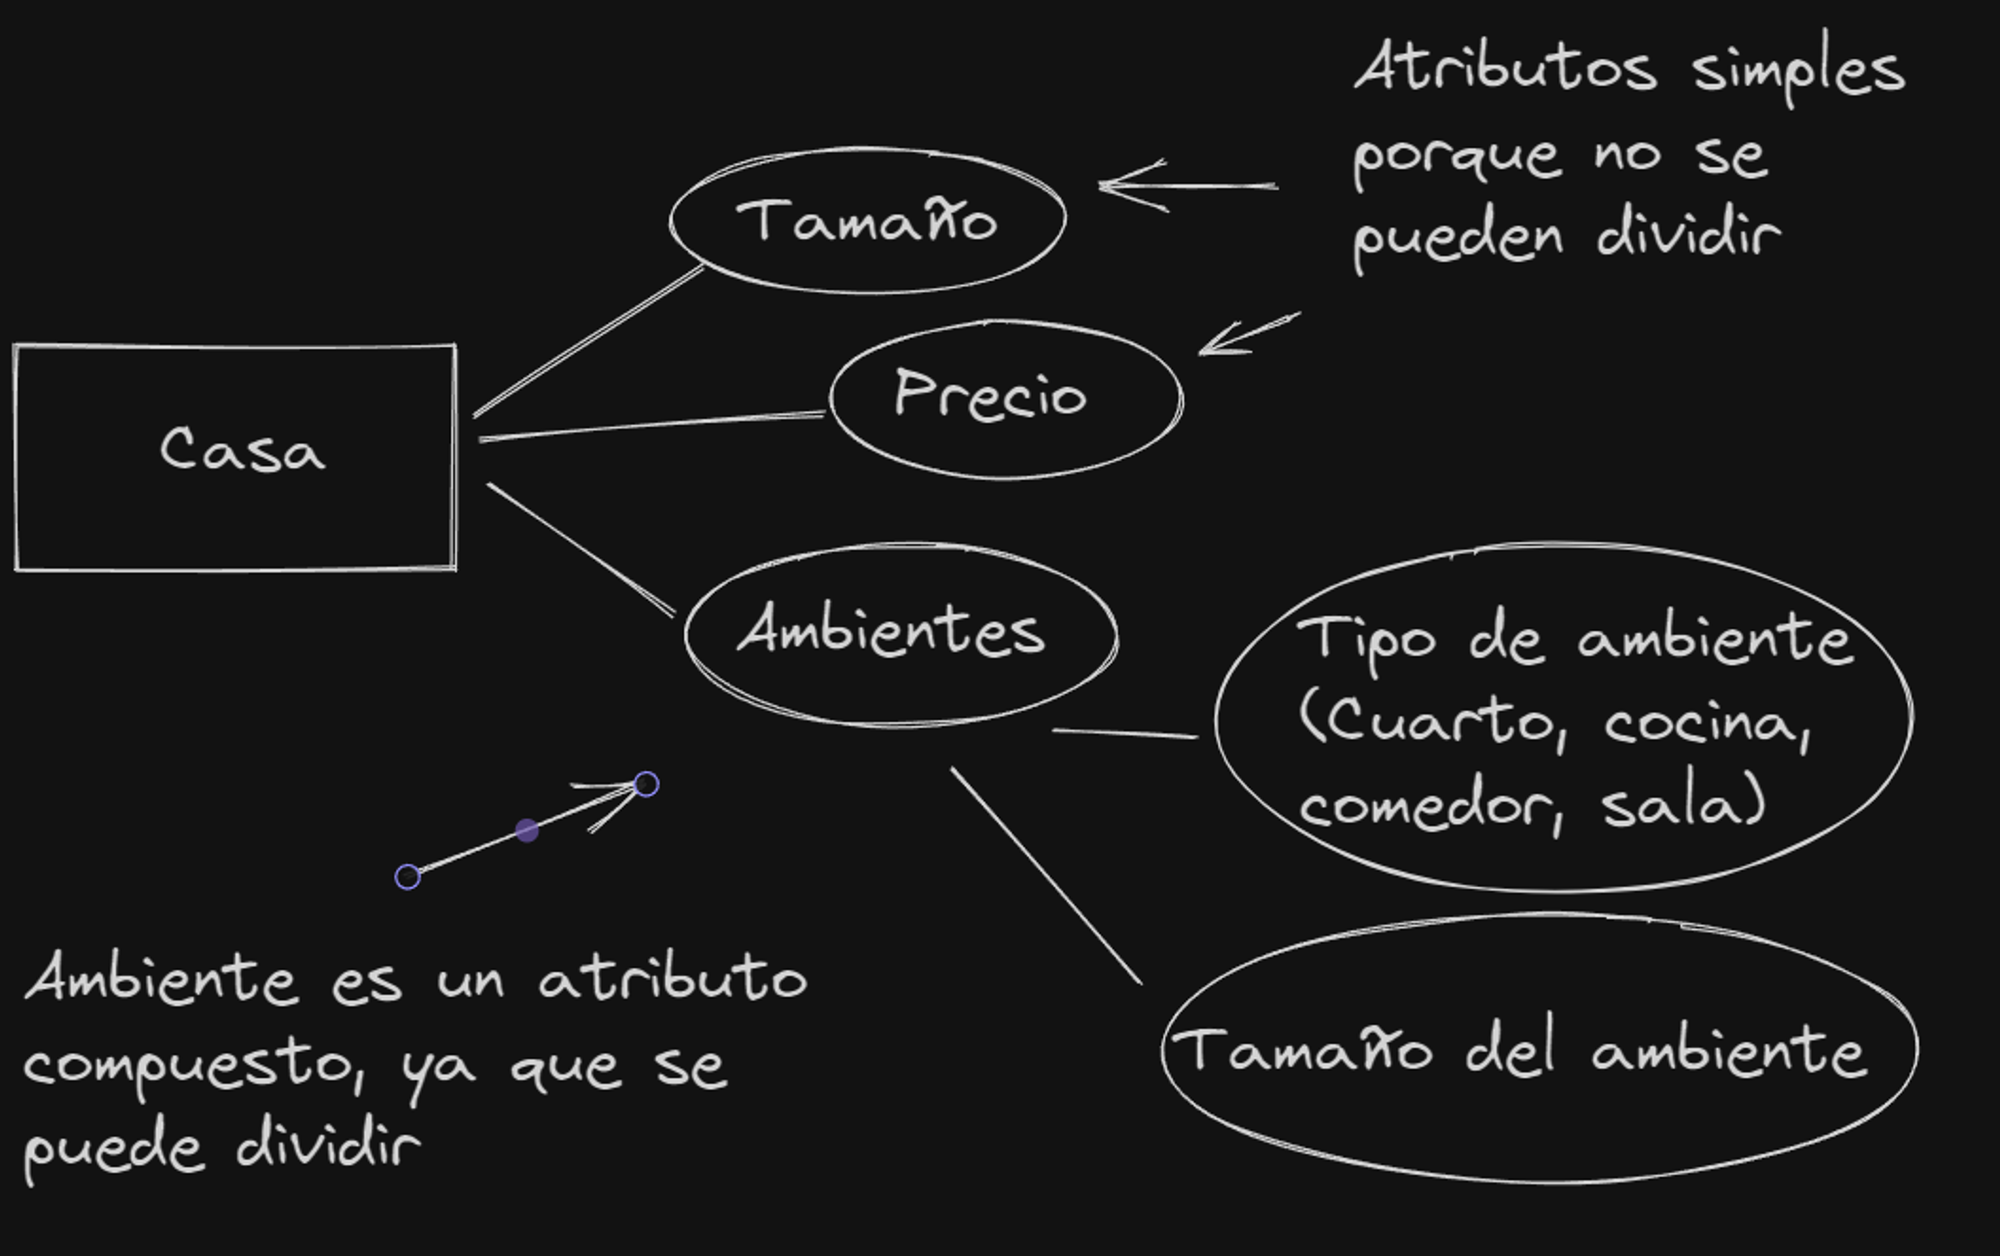 Atributos simples
porque no se
pueden dividir
Tamaño
Precio
Casa
Ambientes
Tipo de ambiente
(Cuarto, cocina,
comedor, sala)
Tamaño del ambiente
Ambiente es un atributo
compuesto, ya que se
puede dividir